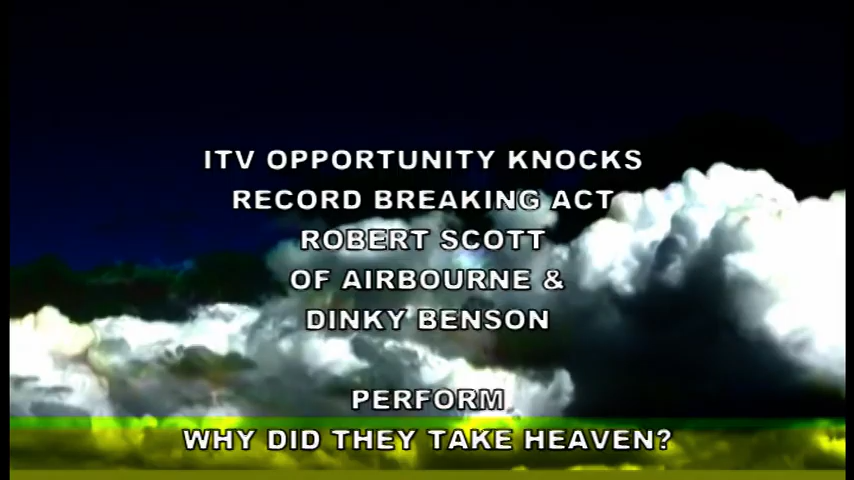 ITV OPPORTUNITY KNOCKS
RECORD BREAKING ACT
ROBERT SCOTT
OF AIRBOURNE &
DINKY BENSON
PERFORM
WHY DID THEY TAKE HEAVEN?